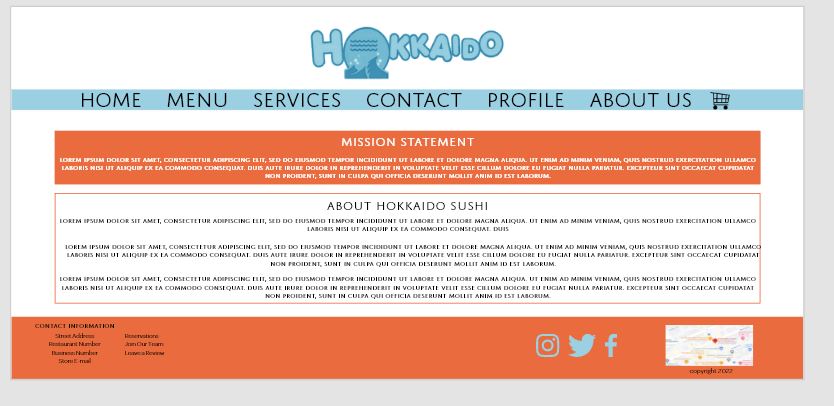 HOKKAIDO
HOME MENU SERVICES CONTACT PROFILE ABOUT US
MISSION STATEMENT
LOREM IPSUM DOLOR SIT AMET, CONSECTETUR ADIPISCING ELIT, SED DO EIUSMOD TEMPOR INCIDIDUNT UT LABORE ET DOLORE MAGNA ALIQUA. UT ENIM AD MINIM VENIAM, QUIS NOSTRUD EXERCITATION ULLAMCO
LABORIS NISI UT ALIQUIP EX EA COMMODO CONSEQUAT. DUIS AUTE IRURE DOLOR IN REPREHENDERIT IN VOLUPTATE VELIT ESSE CILLUM DOLORE EU FUGIAT NULLA PARIATUR. EXCEPTEUR SINT OCCAECAT CUPIDATAT
NON PROIDENT, SUNT IN CULPA QUI OFFICIA DESERUNT MOLLIT ANIM ID EST LABORUM.
ABOUT HOKKAIDO SUSHI
LOREM IPSUM DOLOR SIT AMET, CONSECTETUR ADIPISCING ELIT, SED DO EIUSMOD TEMPOR INCIDIDUNT UT LABORE ET DOLORE MAGNA ALIQUA. UT ENIM AD MINIM VENIAM, QUIS NOSTRUD EXERCITATION ULLAMCO
LABORIS NISI UT ALIQUIP EX EA COMMODO CONSEQUAT. DUIS
LOREM IPSUM DOLOR SIT AMET, CONSECTETUR ADIPISCING ELIT, SED DO EIUSMOD TEMPOR INCIDIDUNT UT LABORE ET DOLORE MAGNA ALIQUA. UT ENIM AD MINIM VENIAM, QUIS NOSTRUD EXERCITATION ULLAMCO
LABORIS NISI UT ALIQUIP EX EA COMMODO CONSEQUAT. DUIS AUTE IRURE DOLOR IN REPREHENDERIT IN VOLUPTATE VELIT ESSE CILLUM DOLORE EU FUGIAT NULLA PARIATUR. EXCEPTEUR SINT OCCAECAT CUPIDATAT
NON PROIDENT, SUNT IN CULPA QUI OFFICIA DESERUNT MOLLIT ANIM ID EST LABORUM.
LOREM IPSUM DOLOR SIT AMET, CONSECTETUR ADIPISCING ELIT, SED DO EIUSMOD TEMPOR INCIDIDUNT UT LABORE ET DOLORE MAGNA ALIQUA. UT ENIM AD MINIM VENIAM, QUIS NOSTRUD EXERCITATION ULLAMCO
LABORIS NISI UT ALIQUIP EX EA COMMODO CONSEQUAT. DUIS AUTE IRURE DOLOR IN REPREHENDERIT IN VOLUPTATE VELIT ESSE CILLUM DOLORE EU FUGIAT NULLA PARIATUR. EXCEPTEUR SINT OCCAECAT CUPIDATAT
NON PROIDENT, SUNT IN CULPA QUI OFFICIA DESERUNT MOLLIT ANIM ID EST LABORUM.
CONTACT INFORMATION
Street Address
Restaurant Number
Business Number
Store E-mail
Reservations
Join Our Team
Leave a Review
copyright 2022